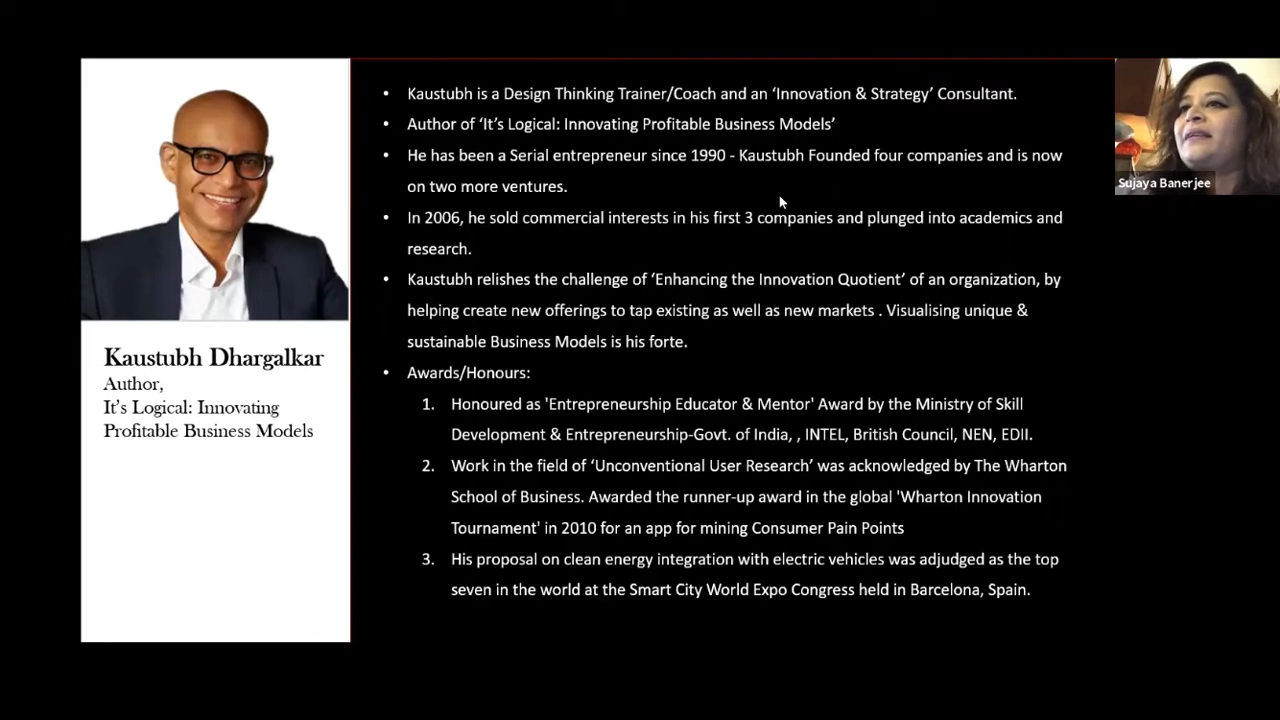 Kaustubh Dhargalkar
Author,
It's Logical: Innovating
Profitable Business Models
• Kaustubh is a Design Thinking Trainer/Coach and an ‘Innovation & Strategy’ Consultant.
• Author of ‘It’s Logical: Innovating Profitable Business Models’
• He has been a Serial entrepreneur since 1990 - Kaustubh Founded four companies and is now
on two more ventures.
• In 2006, he sold commercial interests in his first 3 companies and plunged into academics and
research.
• Kaustubh relishes the challenge of ‘Enhancing the Innovation Quotient’ of an organization, by
helping create new offerings to tap existing as well as new markets . Visualising unique &
sustainable Business Models is his forte.
• Awards/Honours:
1. Honoured as 'Entrepreneurship Educator & Mentor' Award by the Ministry of Skill
Development & Entrepreneurship-Govt. of India, , INTEL, British Council, NEN, EDII.
2. Work in the field of ‘Unconventional User Research’ was acknowledged by The Wharton
School of Business. Awarded the runner-up award in the global 'Wharton Innovation
Tournament' in 2010 for an app for mining Consumer Pain Points
3. His proposal on clean energy integration with electric vehicles was adjudged as the top
seven in the world at the Smart City World Expo Congress held in Barcelona, Spain.
Sujaya Banerjee